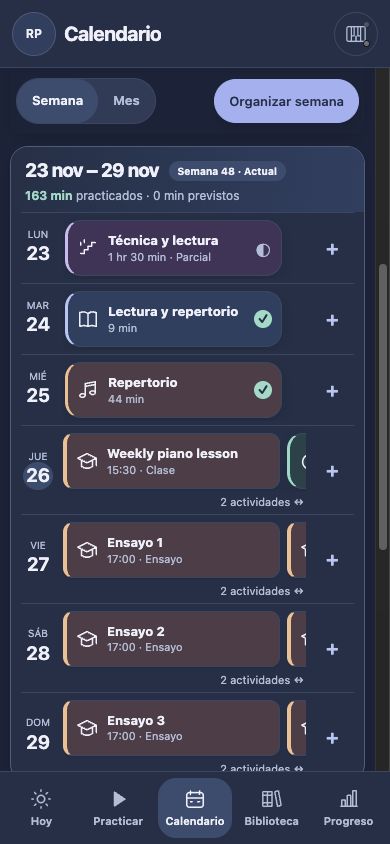 RP Calendario
Semana Mes Organizar semana
23 nov – 29 nov Semana 48 · Actual
163 min practicados · 0 min previstos
LUN
23
Técnica y lectura
1 hr 30 min · Parcial
+
MAR
24
Lectura y repertorio
9 min
+
MIÉ
25
Repertorio
44 min
+
JUE
26
Weekly piano lesson
15:30 · Clase
+
2 actividades ↔
VIE
27
Ensayo 1
17:00 · Ensayo
+
2 actividades ↔
SÁB
28
Ensayo 2
17:00 · Ensayo
+
2 actividades ↔
DOM
29
Ensayo 3
17:00 · Ensayo
+
2 actividades ↔
Hoy Practicar Calendario Biblioteca Progreso